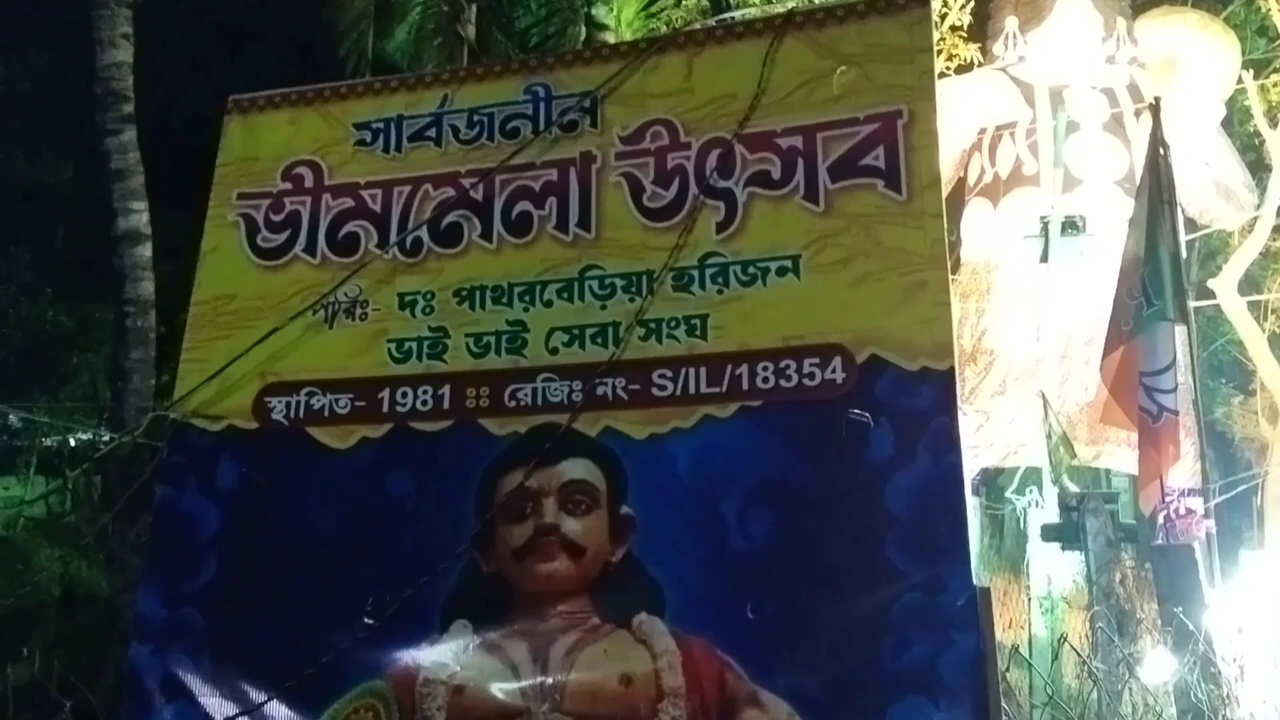 সার্বজনীন
ভীমমেলা উৎসব
পরিঃ- দঃ পাথরবেড়িয়া হরিজন
ভাই ভাই সেবা সংঘ
স্থাপিত- 1981 :: রেজিঃ নং- S/IL/18354